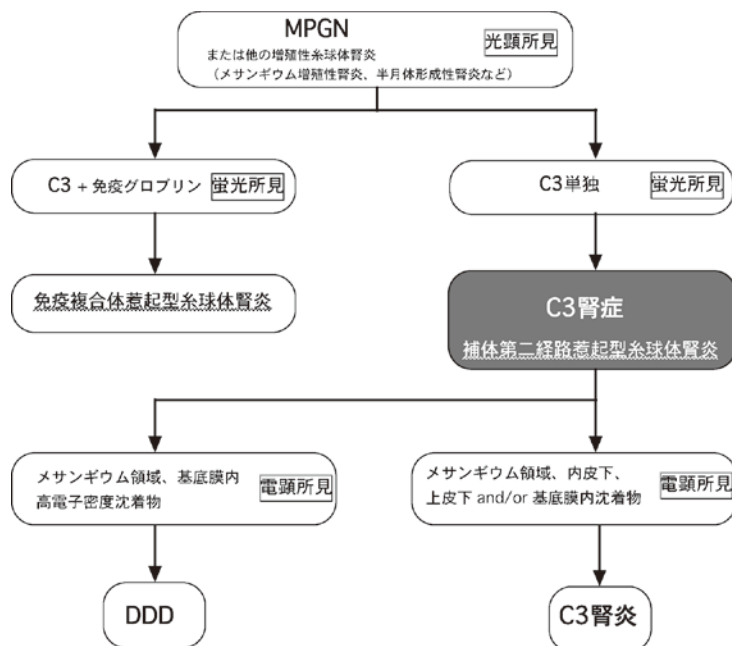 MPGN
光顕所見
または他の増殖性糸球体腎炎
（メサンギウム増殖性腎炎、半月体形成性腎炎など）
C3 + 免疫グロブリン
蛍光所見
C3単独
蛍光所見
免疫複合体惹起型糸球体腎炎
C3腎症
補体第二経路惹起型糸球体腎炎
メサンギウム領域、基底膜内
高電子密度沈着物
電顕所見
メサンギウム領域、内皮下、
上皮下 and/or 基底膜内沈着物
電顕所見
DDD
C3腎炎